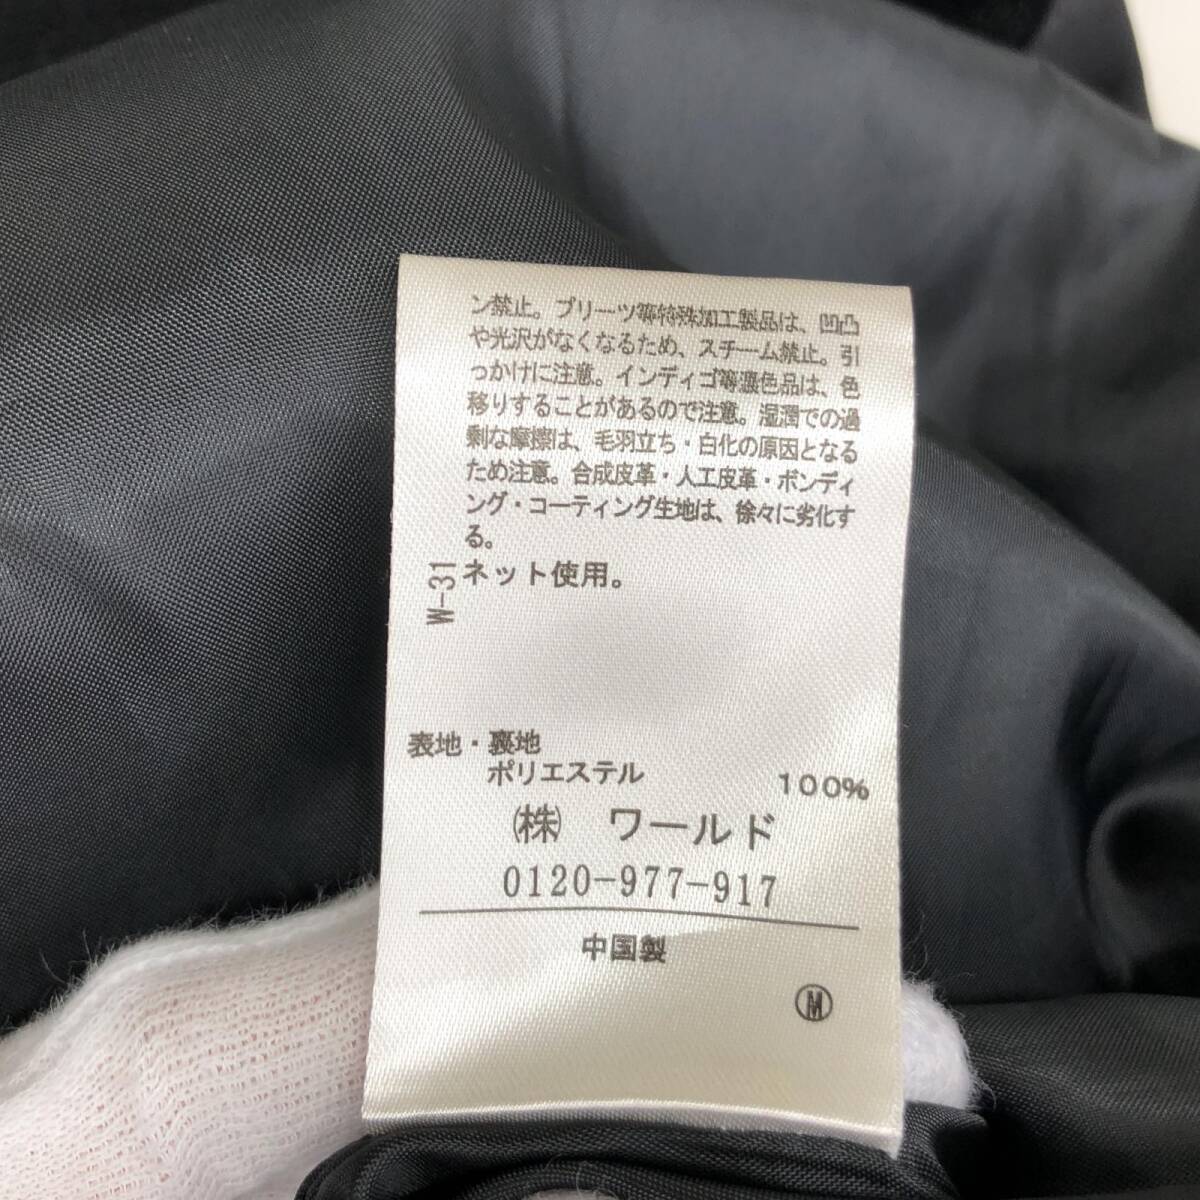 ン禁止。プリーツ等特殊加工製品は、凹凸
や光沢がなくなるため、スチーム禁止。引
っかけに注意。インディゴ等濃色品は、色
移りすることがあるので注意。湿潤での過
剰な摩擦は、毛羽立ち・白化の原因となる
ため注意。合成皮革・人工皮革・ボンディ
ング・コーティング生地は、徐々に劣化す
る。
ネット使用。
W-31
表地・裏地
ポリエステル 100%
㈱ ワールド
0120-977-917
中国製
Ⓜ